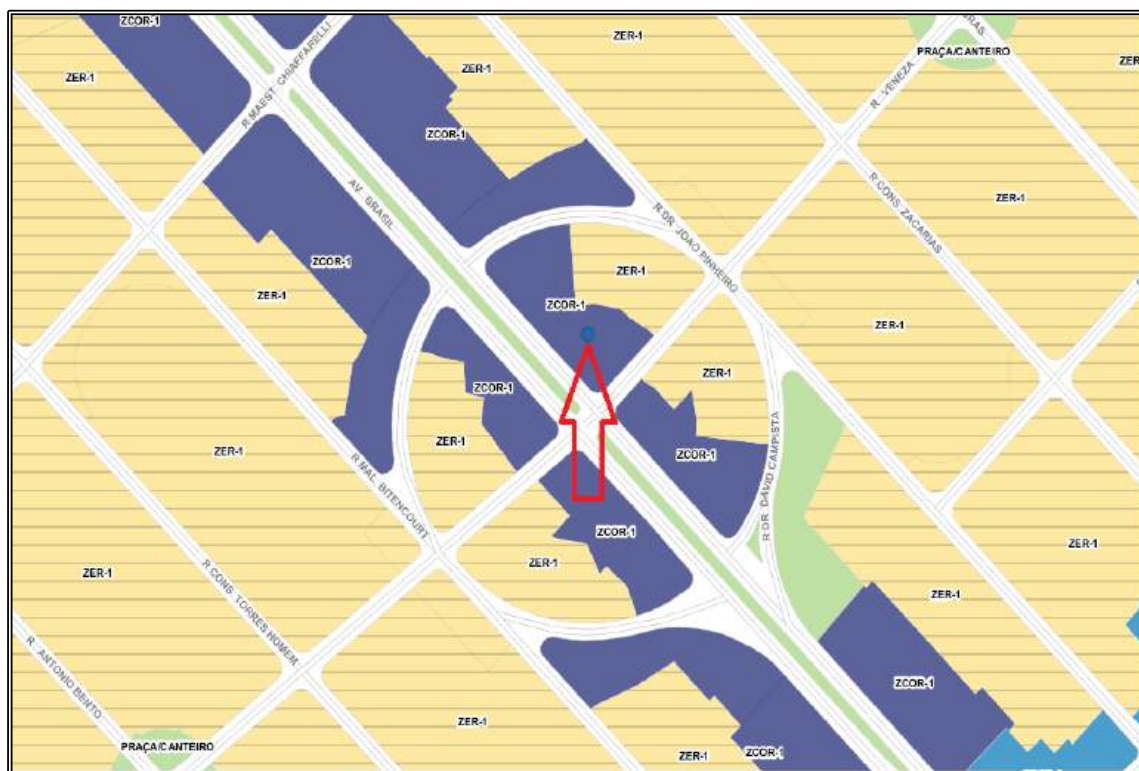 ZCOR-1
ZER-1
R MAEST CHIAFFARELLI
ZER-1
ZER-1
PRAÇA/CANTEIRO
ZER
R VENEZA
ZCOR-1
AV BRASIL
R CONS ZACARIAS
ZER-1
R DR JOAO PINHEIRO
ZCOR-1
ZER-1
ZER-1
ZCOR-1
ZER-1
ZCOR-1
ZER-1
ZER-1
ZER-1
ZCOR-1
R DR DAVID CAMPISTA
R MAL BITENCOURT
ZCOR-1
ZER-1
ZER-1
ZER-1
ZER-1
R CONS TORRES HOMEM
R ANTONIO BENTO
ZCOR-1
ZER-1
PRAÇA/CANTEIRO
ZER-1
ZCOR-1